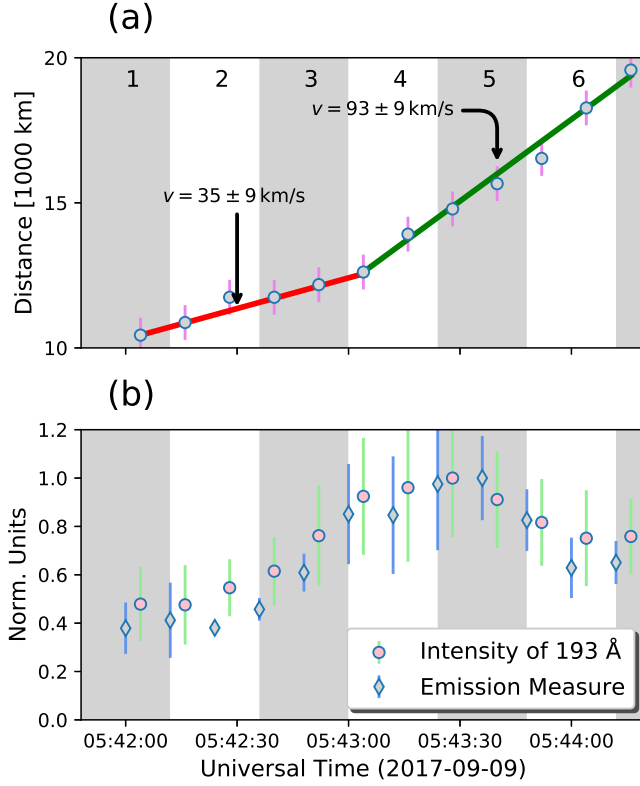 (a)
20
1 2 3 4 5 6
v = 93 ± 9 km/s
15
v = 35 ± 9 km/s
10
Distance [1000 km]
(b)
1.2
1.0
0.8
0.6
0.4
0.2
0.0
Norm. Units
Intensity of 193 Å
Emission Measure
05:42:00 05:42:30 05:43:00 05:43:30 05:44:00
Universal Time (2017-09-09)